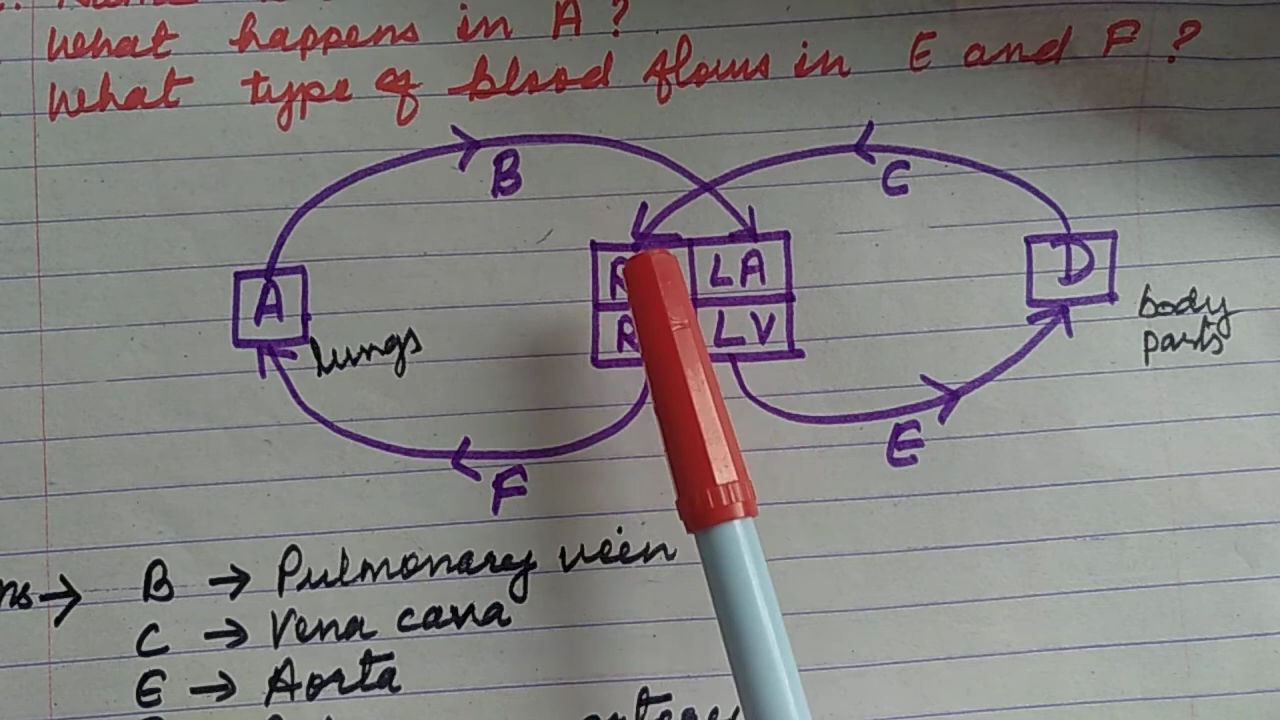 What happens in A?
What type of blood flows in E and F?
B
C
A
R
LA
D
R
LV
lungs
body
parts
F
E
B → Pulmonary vein
C → Vena cava
E → Aorta